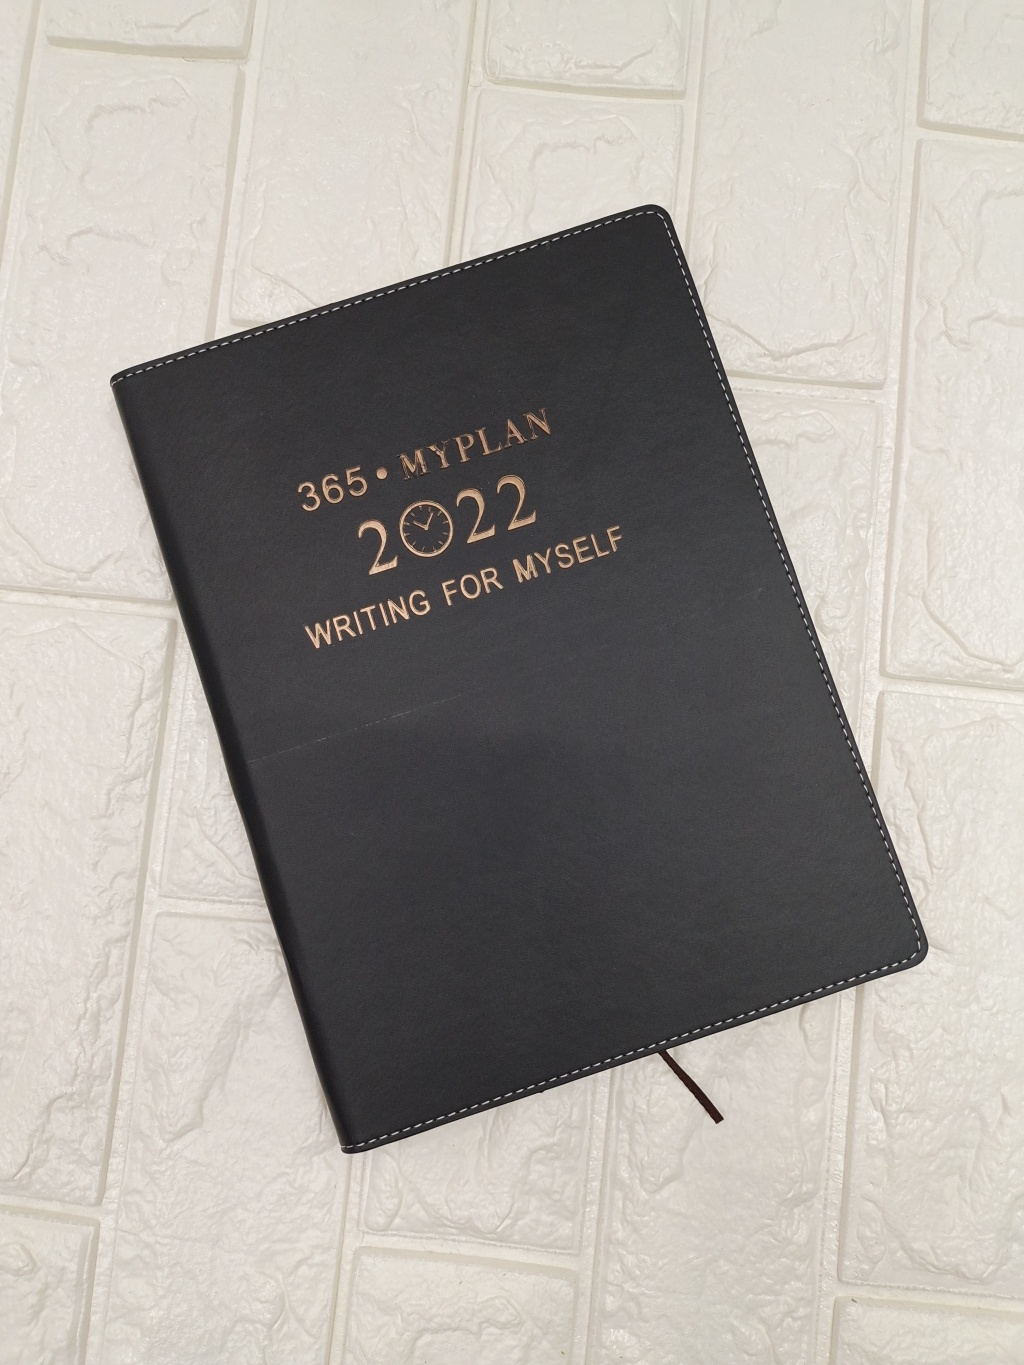 365 • MYPLAN
2022
WRITING FOR MYSELF